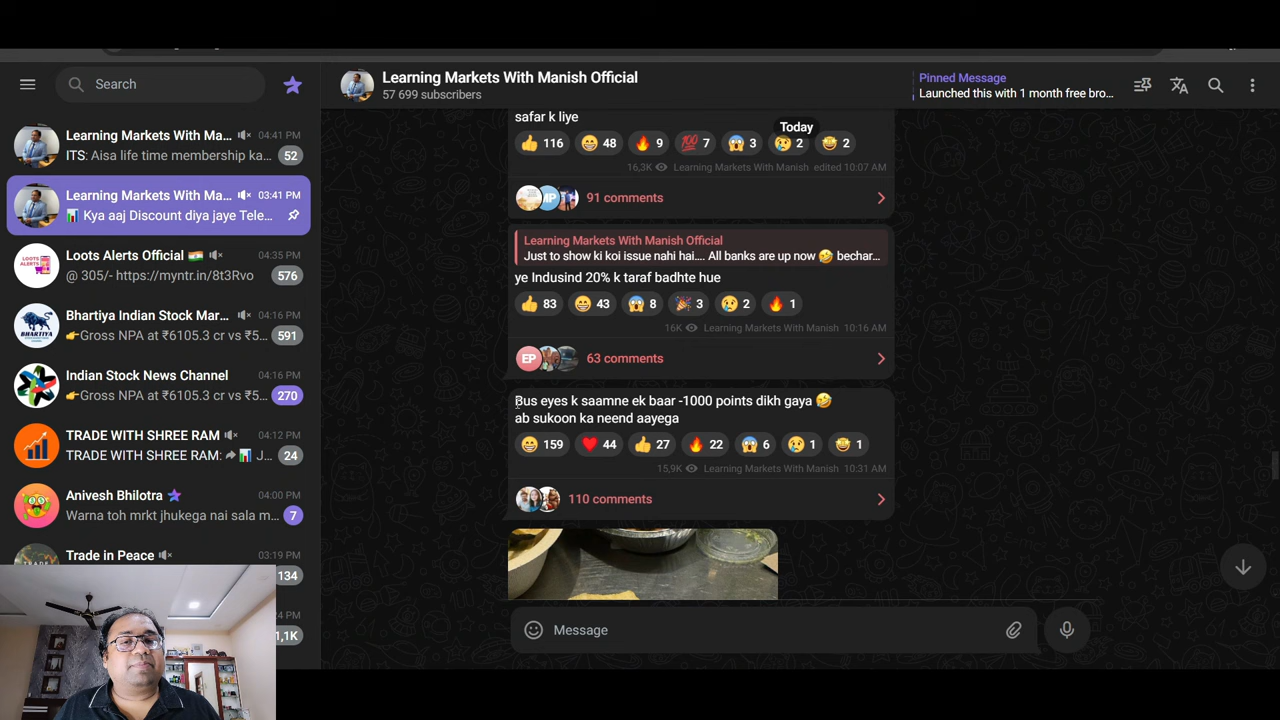 Search
Learning Markets With Ma... 04:41 PM
ITS: Aisa life time membership ka... 52
Learning Markets With Ma... 03:41 PM
📊 Kya aaj Discount diya jaye Tele...
Loots Alerts Official 🇮🇳 04:35 PM
@ 305/- https://myntr.in/8t3Rvo 576
Bhartiya Indian Stock Mar... 04:16 PM
👉Gross NPA at ₹6105.3 cr vs ₹5... 591
Indian Stock News Channel 04:16 PM
👉Gross NPA at ₹6105.3 cr vs ₹5... 270
TRADE WITH SHREE RAM 04:12 PM
TRADE WITH SHREE RAM: 📊 J... 24
Anivesh Bhilotra 04:00 PM
Warna toh mrkt jhukega nai sala m... 7
Trade in Peace 03:19 PM
134
PM
1,1K
LOOTS
ALERTS
BHARTIYA
Learning Markets With Manish Official
57 699 subscribers
Pinned Message
Launched this with 1 month free bro...
safar k liye
Today
👍 116 😁 48 🔥 9 💯 7 😱 3 😢 2 🤩 2
16,3K Learning Markets With Manish edited 10:07 AM
91 comments
Learning Markets With Manish Official
Just to show ki koi issue nahi hai.... All banks are up now 🤣 bechar...
ye Indusind 20% k taraf badhte hue
👍 83 😁 43 😱 8 🎉 3 😢 2 🔥 1
16K Learning Markets With Manish 10:16 AM
EP 63 comments
Bus eyes k saamne ek baar -1000 points dikh gaya 🤣
ab sukoon ka neend aayega
😁 159 ❤️ 44 👍 27 🔥 22 😱 6 😢 1 🤩 1
15,9K Learning Markets With Manish 10:31 AM
110 comments
Message